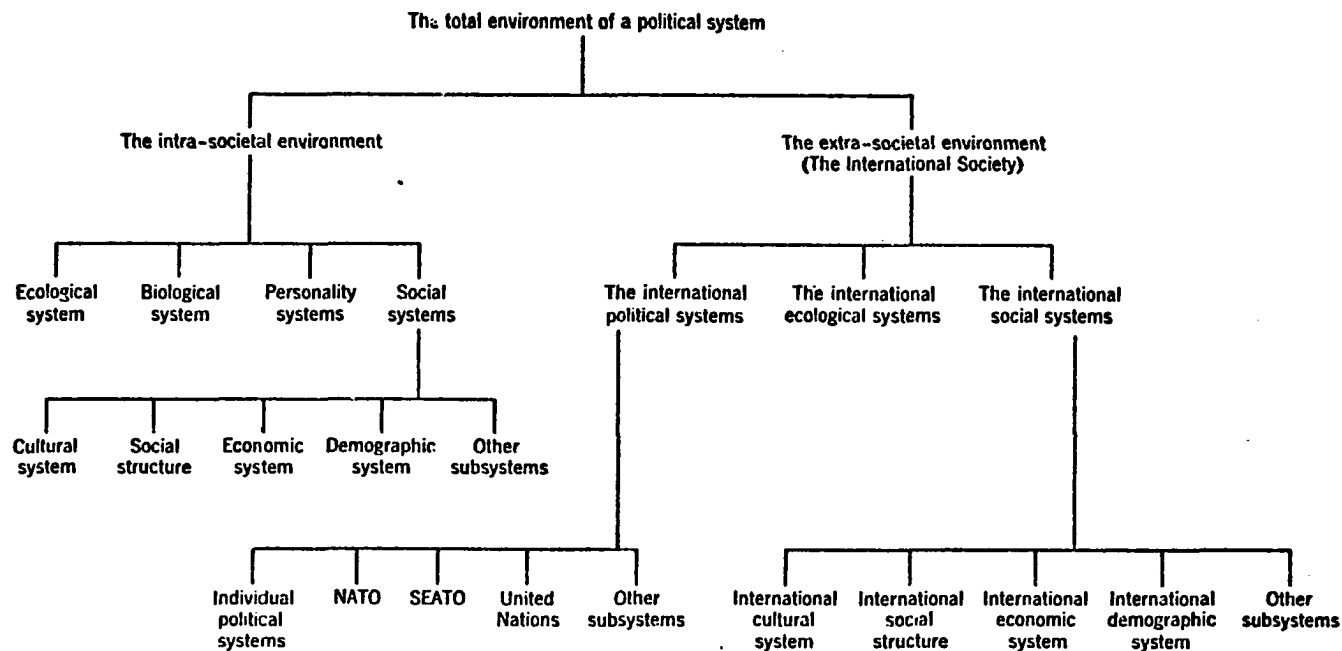 The total environment of a political system
The intra-societal environment
The extra-societal environment
(The International Society)
Ecological
system
Biological
system
Personality
systems
Social
systems
The international
political systems
The international
ecological systems
The international
social systems
Cultural
system
Social
structure
Economic
system
Demographic
system
Other
subsystems
Individual
political
systems
NATO
SEATO
United
Nations
Other
subsystems
International
cultural
system
International
social
structure
International
economic
system
International
demographic
system
Other
subsystems